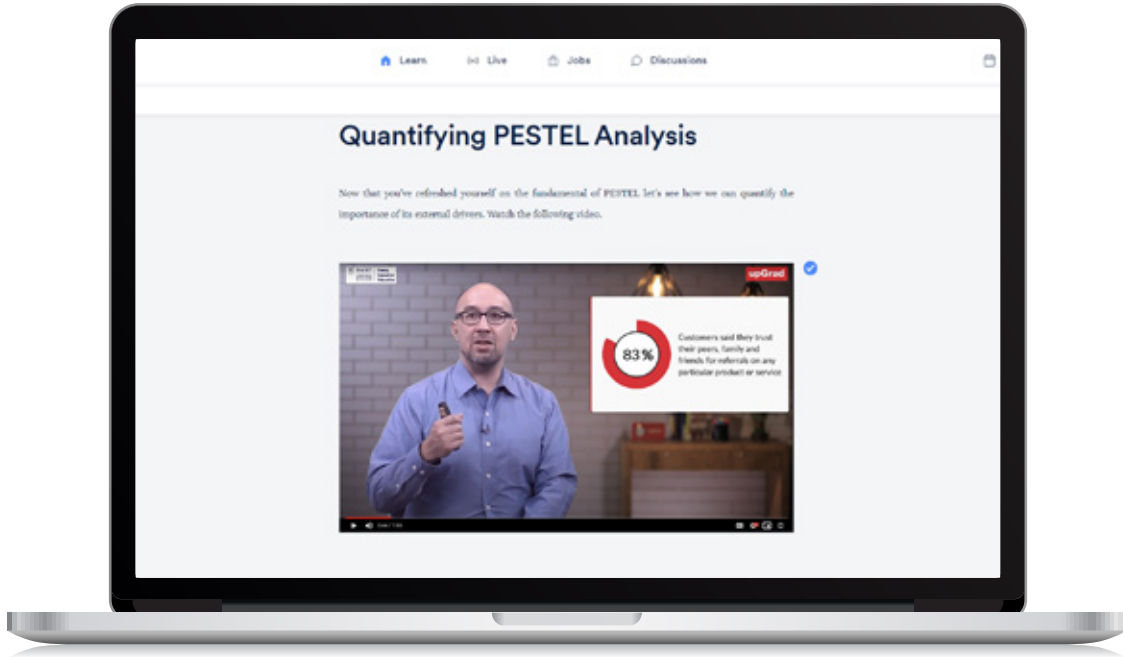 Learn
Live
Jobs
Discussions
Quantifying PESTEL Analysis
Now that you've refreshed yourself on the fundamental of PESTEL let's see how we can quantify the
importance of its external drivers. Watch the following video.
upGrad
83%
Customers said they trust
their peers, family and
friends for referrals on any
particular product or service